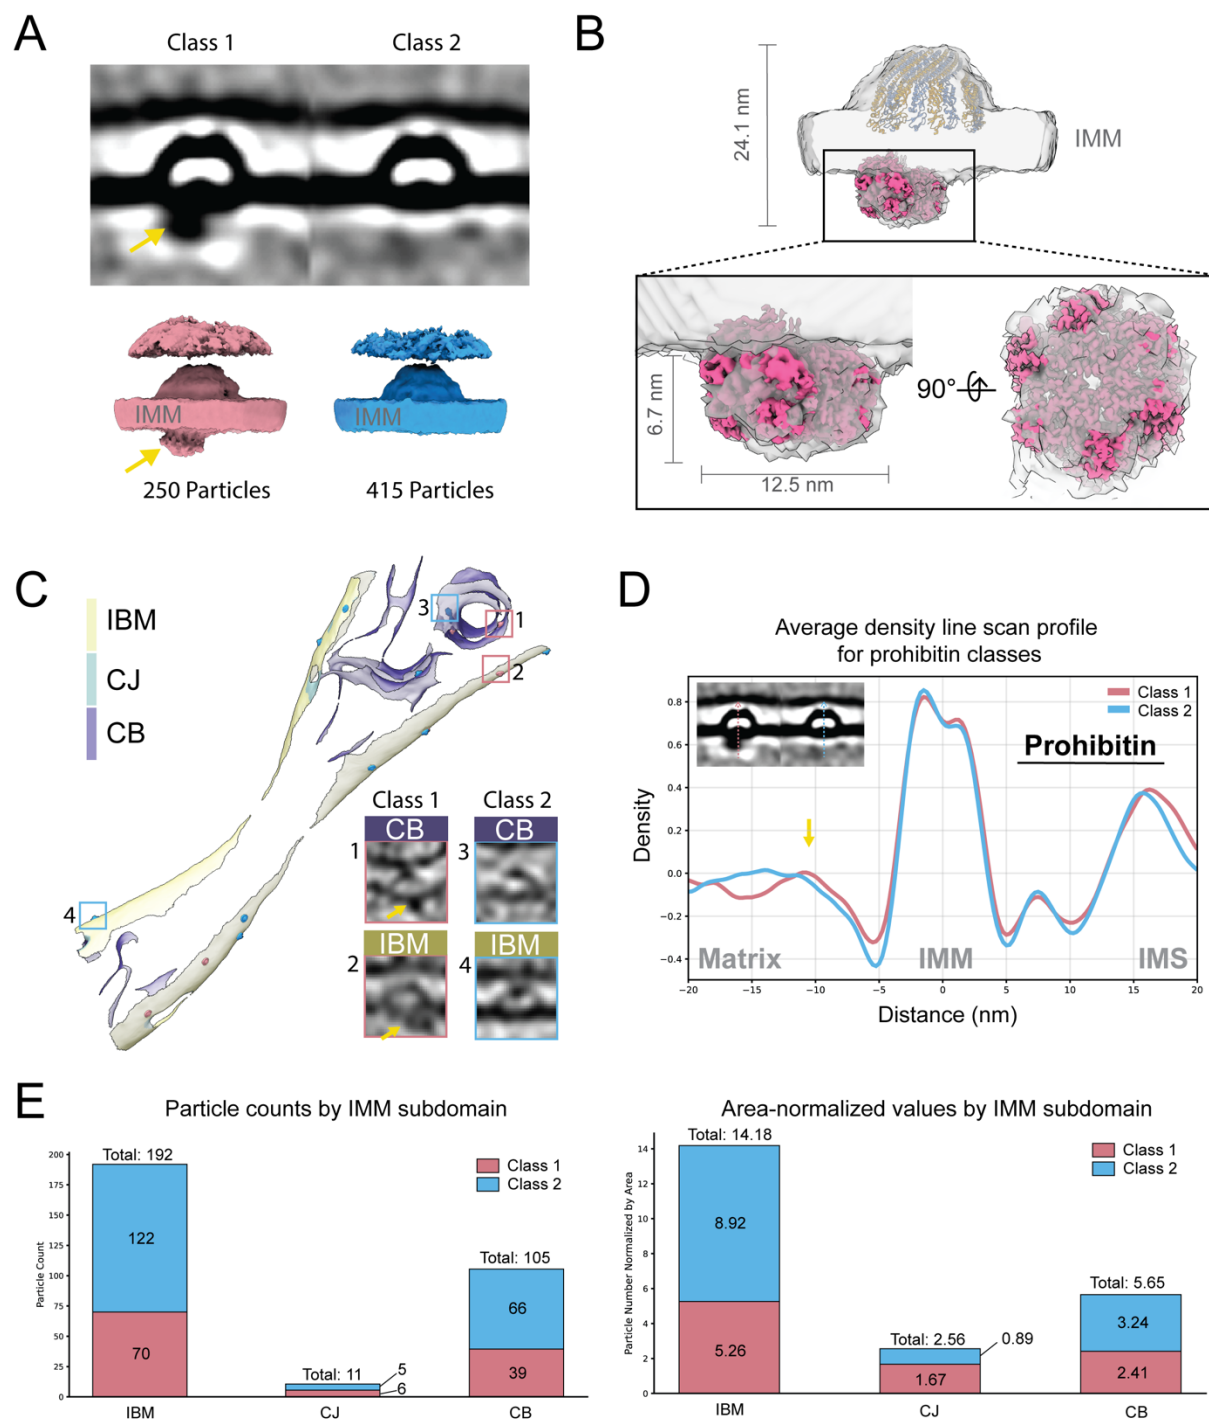 A
Class 1
Class 2
IMM
IMM
250 Particles
415 Particles
B
24.1 nm
IMM
6.7 nm
12.5 nm
90°
C
IBM
CJ
CB
3
1
2
4
Class 1
Class 2
CB
CB
1
3
IBM
IBM
2
4
D
Average density line scan profile
for prohibitin classes
Class 1
Class 2
Prohibitin
Density
0.8
0.6
0.4
0.2
0.0
−0.2
−0.4
Matrix
IMM
IMS
−20
−15
−10
−5
0
5
10
15
20
Distance (nm)
E
Particle counts by IMM subdomain
Class 1
Class 2
Particle Count
200
175
150
125
100
75
50
25
0
Total: 192
122
70
Total: 11
5
6
Total: 105
66
39
IBM
CJ
CB
Area-normalized values by IMM subdomain
Class 1
Class 2
Particle Number Normalized by Area
14
12
10
8
6
4
2
0
Total: 14.18
8.92
5.26
Total: 2.56
0.89
1.67
Total: 5.65
3.24
2.41
IBM
CJ
CB